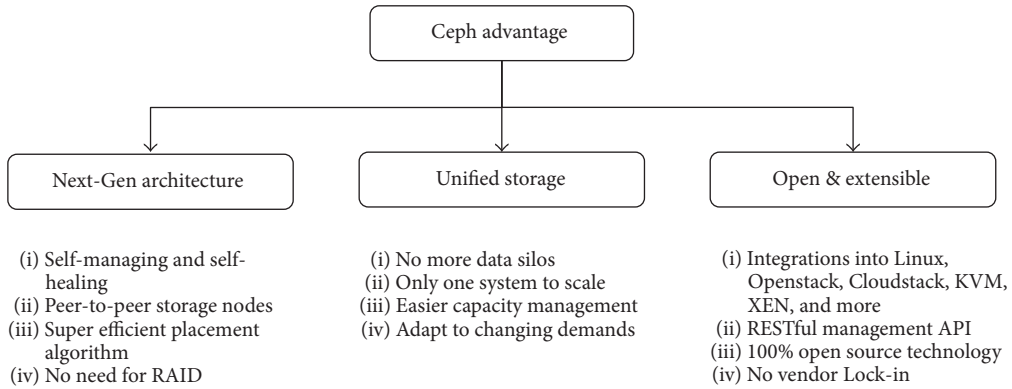 Ceph advantage
Next-Gen architecture
Unified storage
Open & extensible
(i) Self-managing and self-
healing
(ii) Peer-to-peer storage nodes
(iii) Super efficient placement
algorithm
(iv) No need for RAID
(i) No more data silos
(ii) Only one system to scale
(iii) Easier capacity management
(iv) Adapt to changing demands
(i) Integrations into Linux,
Openstack, Cloudstack, KVM,
XEN, and more
(ii) RESTful management API
(iii) 100% open source technology
(iv) No vendor Lock-in